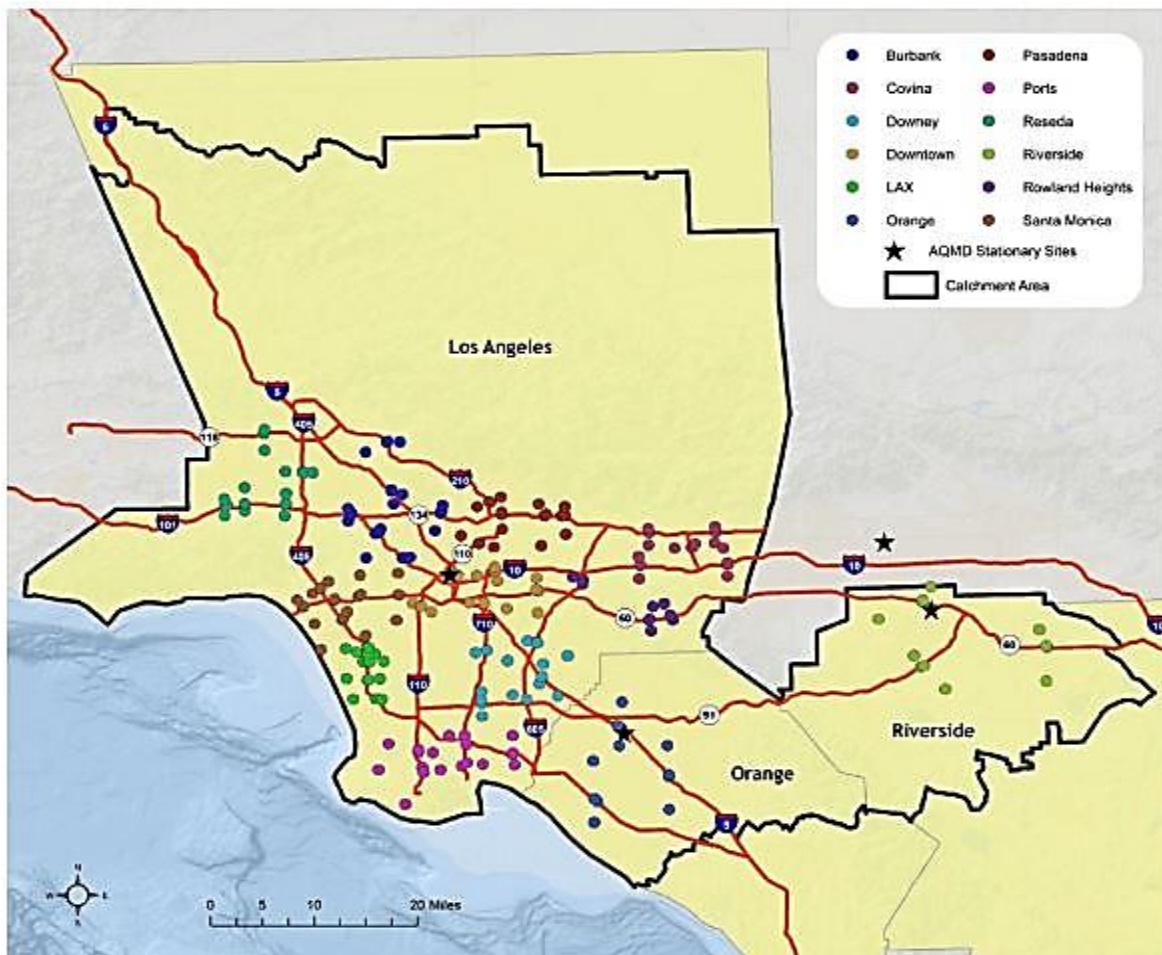 Burbank
Pasadena
Covina
Ports
Downey
Reseda
Downtown
Riverside
LAX
Rowland Heights
Orange
Santa Monica
AQMD Stationary Sites
Catchment Area
5
Los Angeles
5
405
118
210
101
134
110
405
10
10
10
60
710
60
110
91
605
Riverside
Orange
5
N
W E
S
0 5 10 20 Miles